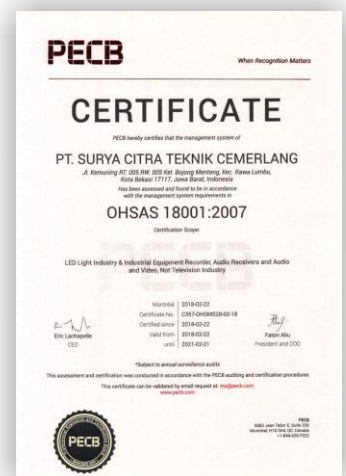 PECB
When Recognition Matters
CERTIFICATE
PECB hereby certifies that the management system of
PT. SURYA CITRA TEKNIK CEMERLANG
Jl. Kemuning RT. 005 RW. 005 Kel. Bojong Menteng, Kec. Rawa Lumbu,
Kota Bekasi 17117, Jawa Barat, Indonesia
Has been assessed and found to be in accordance
with the management system requirements in
OHSAS 18001:2007
Certification Scope:
PECB
LED Light Industry & Industrial Equipment Recorder, Audio Receivers and Audio
and Video, Not Television Industry
Montréal 2018-02-22
Certificate No.
Certified since 2018-02-22
Valid from 2018-02-22
until 2021-02-21
Eric Lachapelle
CEO
Faton Aliu
President and COO
*Subject to annual surveillance audits
This assessment and certification was conducted in accordance with the PECB auditing and certification procedures
This certificate can be validated by email request at: ms@pecb.com
www.pecb.com
PECB
PECB
Montreal, QC, Canada